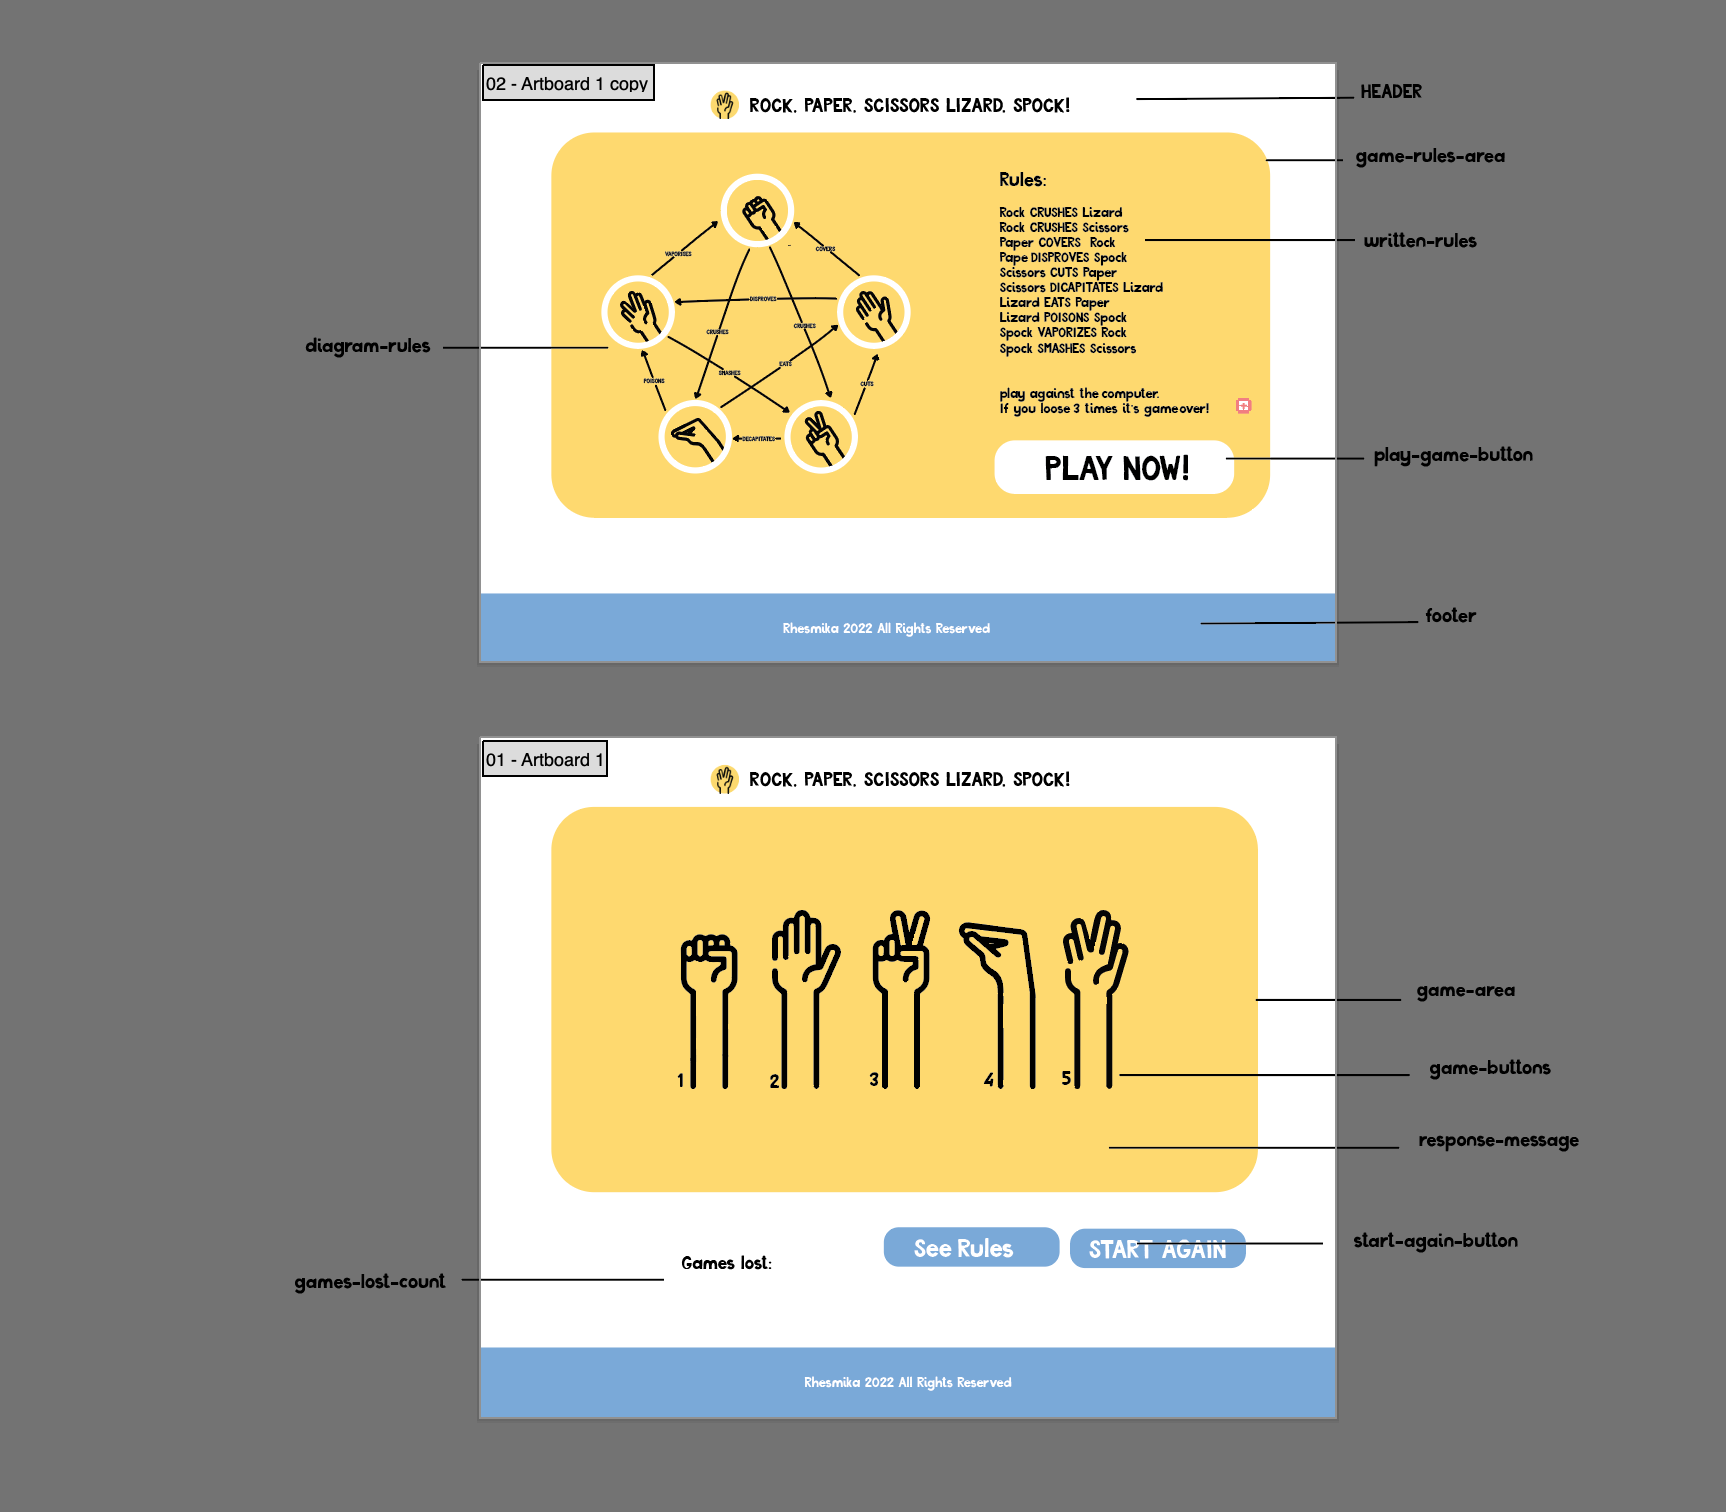 02 - Artboard 1 copy
ROCK, PAPER, SCISSORS LIZARD, SPOCK!
HEADER
game-rules-area
Rules:
Rock CRUSHES Lizard
Rock CRUSHES Scissors
Paper COVERS Rock
Pape DISPROVES Spock
Scissors CUTS Paper
Scissors DICAPITATES Lizard
Lizard EATS Paper
Lizard POISONS Spock
Spock VAPORIZES Rock
Spock SMASHES Scissors
written-rules
VAPORISES
COVERS
DISPROVES
CRUSHES
CRUSHES
SMASHES
EATS
POISONS
CUTS
DECAPITATES
diagram-rules
play against the computer.
If you loose 3 times it's gameover!
PLAY NOW!
play-game-button
footer
Rhesmika 2022 All Rights Reserved
01 - Artboard 1
ROCK, PAPER, SCISSORS LIZARD, SPOCK!
game-area
1 2 3 4 5
game-buttons
response-message
See Rules
START AGAIN
start-again-button
Games lost:
games-lost-count
Rhesmika 2022 All Rights Reserved